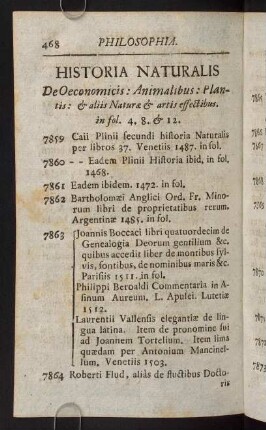 468 PHILOSOPHIA.
HISTORIA NATURALIS
De Oeconomicis: Animalibus: Plan-
tis: & aliis Naturæ & artis effectibus.
in fol. 4. 8. & 12.
7859 Caii Plinii secundi historia Naturalis
per libros 37. Venetiis 1487. in fol.
7860 - - Eadem Plinii Historia ibid. in fol.
1468.
7861 Eadem ibidem. 1472. in fol.
7862 Bartholomæi Anglici Ord. Fr. Mino-
rum libri de proprietatibus rerum.
Argentinæ 1485. in fol.
7863 Joannis Boccaci libri quatuordecim de
Genealogia Deorum gentilium &c.
quibus accedit liber de montibus syl-
vis, fontibus, de nominibus maris &c.
Parisiis 1511. in fol.
Philippi Beroaldi Commentaria in A-
sinum Aureum. L. Apulei. Lutetiæ
1512.
Laurentii Vallensis elegantiæ de lin-
gua latina. Item de pronomine sui
ad Joannem Tortellum. Item lima
quædam per Antonium Mancinel-
lum. Venetiis 1503.
7864 Roberti Flud, aliàs de fluctibus Docto-
ris